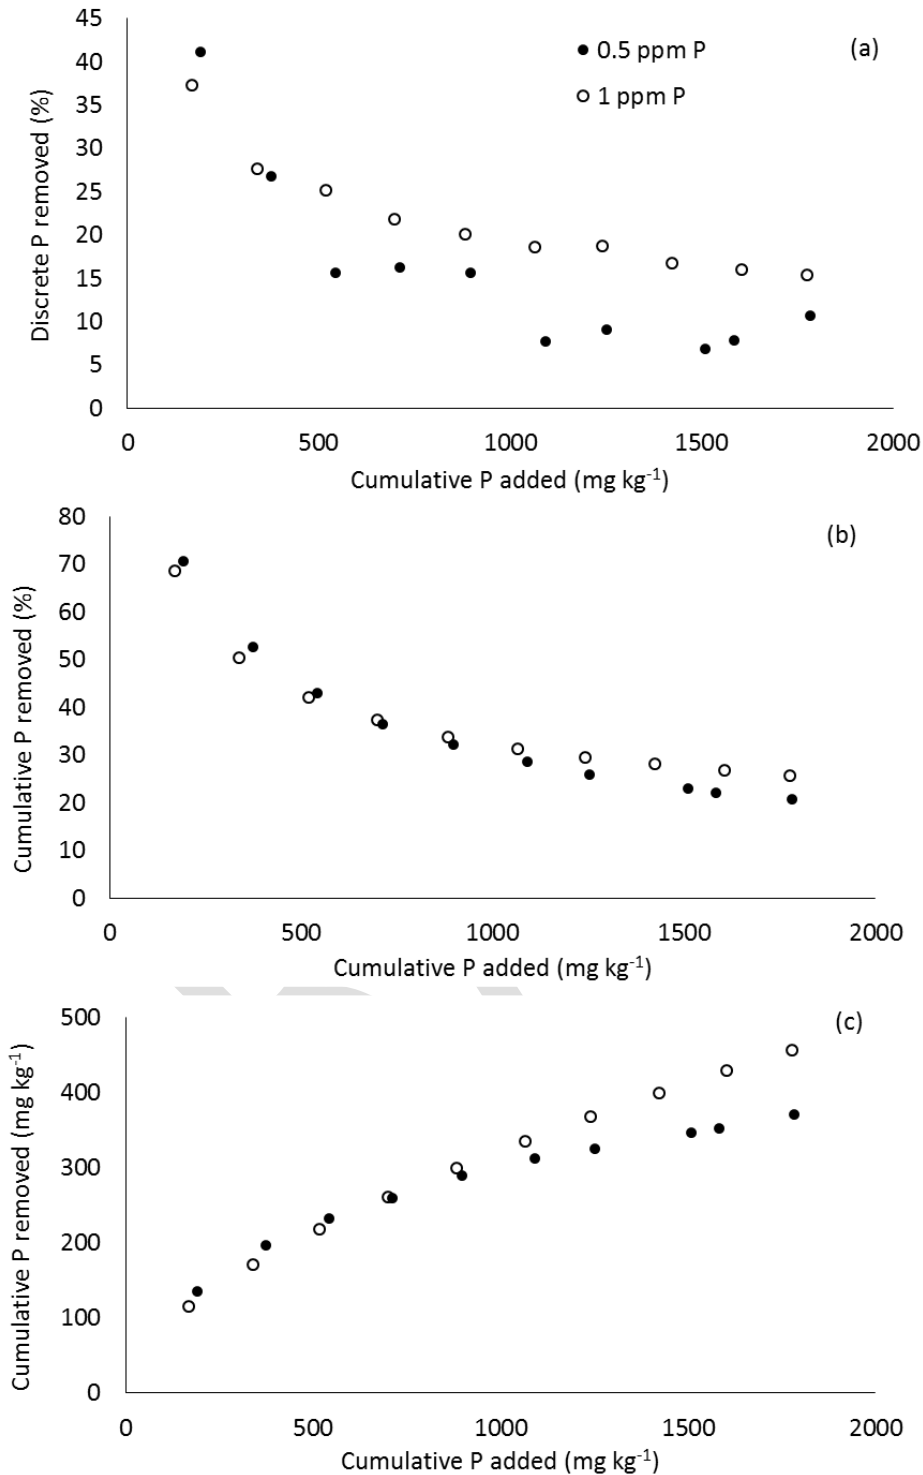 45
40
35
30
25
20
15
10
5
0
Discrete P removed (%)
● 0.5 ppm P
○ 1 ppm P
(a)
0 500 1000 1500 2000
Cumulative P added (mg kg⁻¹)
80
70
60
50
40
30
20
10
0
Cumulative P removed (%)
(b)
0 500 1000 1500 2000
Cumulative P added (mg kg⁻¹)
500
400
300
200
100
0
Cumulative P removed (mg kg⁻¹)
(c)
0 500 1000 1500 2000
Cumulative P added (mg kg⁻¹)